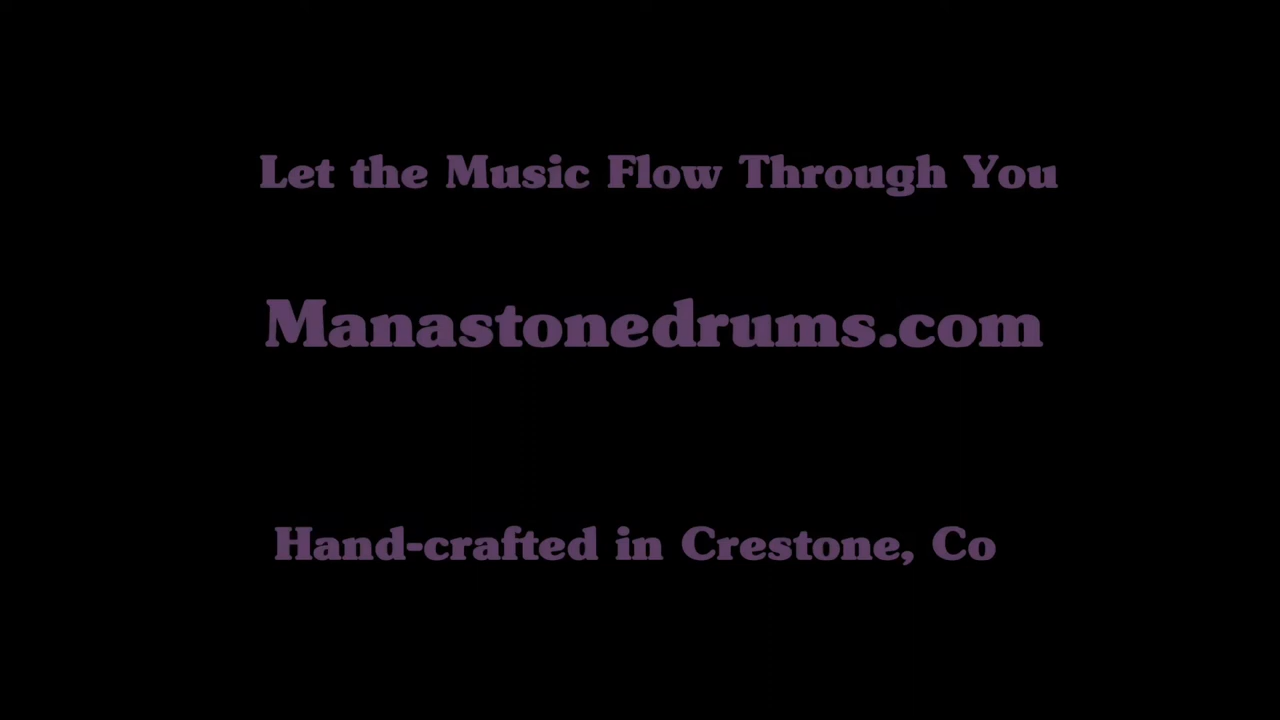 Let the Music Flow Through You
Manastonedrums.com
Hand-crafted in Crestone, Co